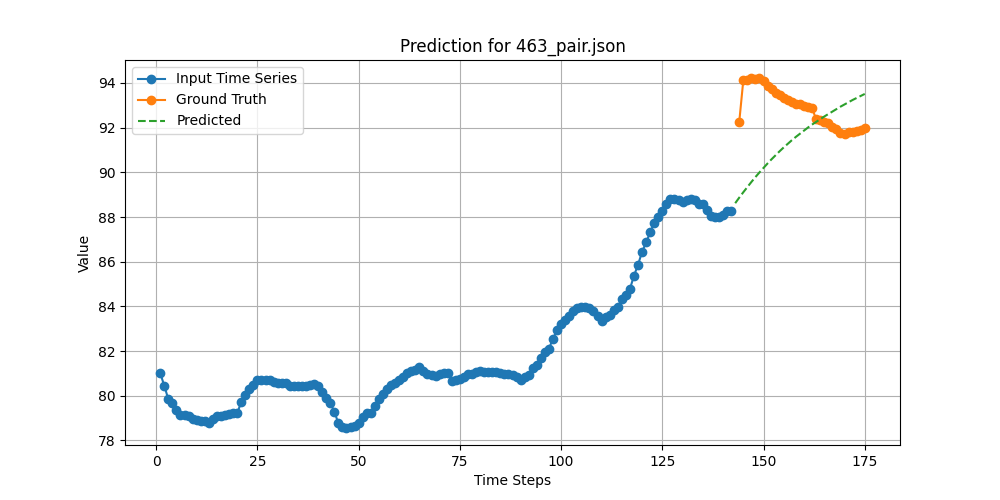 Prediction for 463_pair.json
Input Time Series
Ground Truth
Predicted
Value
94
92
90
88
86
84
82
80
78
0 25 50 75 100 125 150 175
Time Steps